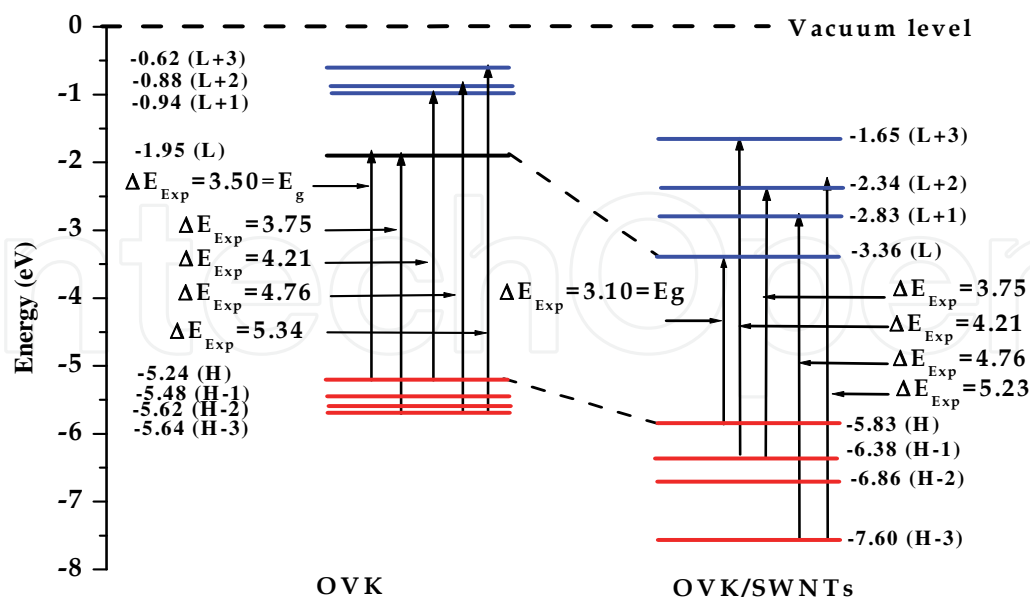 0
-1
-2
-3
-4
-5
-6
-7
-8
Energy (eV)
Vacuum level
-0.62 (L+3)
-0.88 (L+2)
-0.94 (L+1)
-1.95 (L)
ΔE_Exp=3.50=E_g
ΔE_Exp=3.75
ΔE_Exp=4.21
ΔE_Exp=4.76
ΔE_Exp=5.34
-5.24 (H)
-5.48 (H-1)
-5.62 (H-2)
-5.64 (H-3)
OVK
-1.65 (L+3)
-2.34 (L+2)
-2.83 (L+1)
-3.36 (L)
ΔE_Exp=3.10=Eg
ΔE_Exp=3.75
ΔE_Exp=4.21
ΔE_Exp=4.76
ΔE_Exp=5.23
-5.83 (H)
-6.38 (H-1)
-6.86 (H-2)
-7.60 (H-3)
OVK/SWNTs
ntechOpen